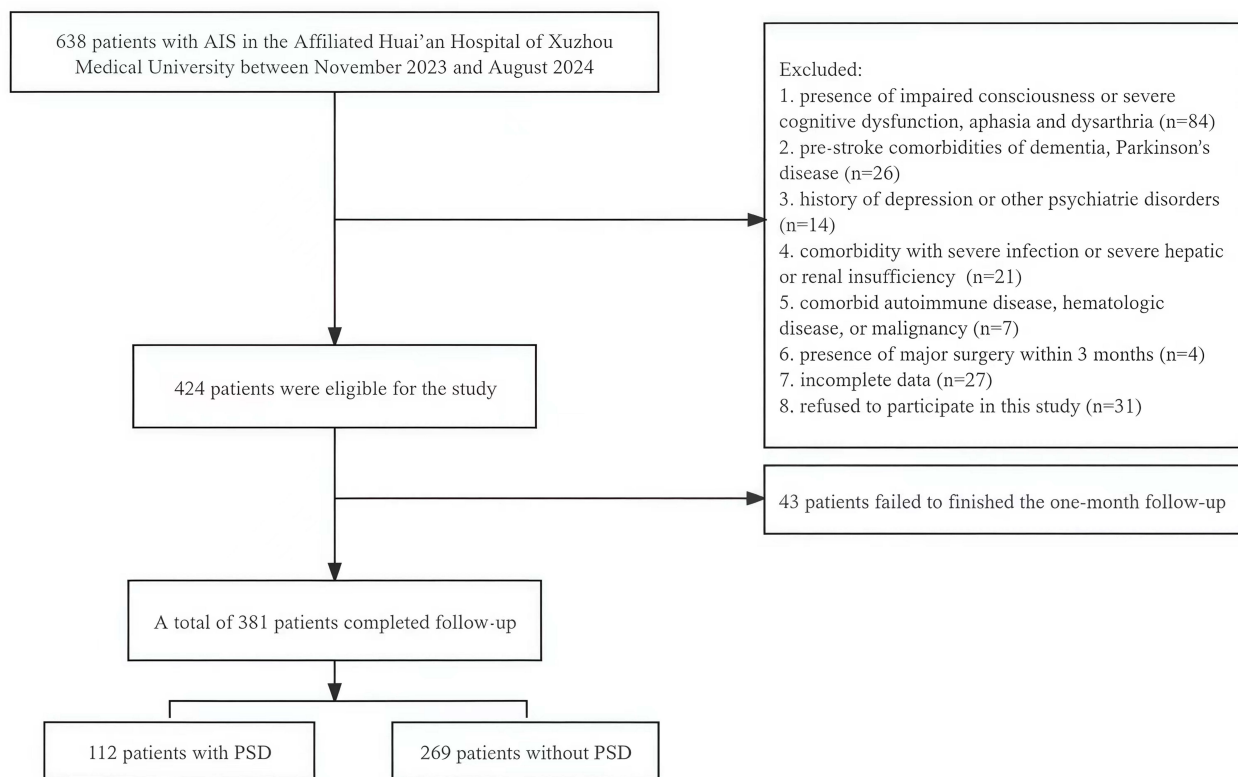 638 patients with AIS in the Affiliated Huai’an Hospital of Xuzhou
Medical University between November 2023 and August 2024
Excluded:
1. presence of impaired consciousness or severe
cognitive dysfunction, aphasia and dysarthria (n=84)
2. pre-stroke comorbidities of dementia, Parkinson’s
disease (n=26)
3. history of depression or other psychiatric disorders
(n=14)
4. comorbidity with severe infection or severe hepatic
or renal insufficiency (n=21)
5. comorbid autoimmune disease, hematologic
disease, or malignancy (n=7)
6. presence of major surgery within 3 months (n=4)
7. incomplete data (n=27)
8. refused to participate in this study (n=31)
424 patients were eligible for the study
43 patients failed to finished the one-month follow-up
A total of 381 patients completed follow-up
112 patients with PSD
269 patients without PSD